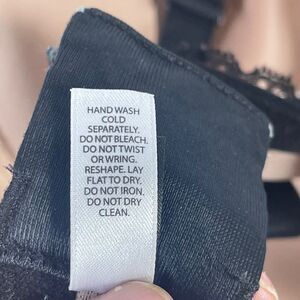 HAND WASH
COLD
SEPARATELY.
DO NOT BLEACH.
DO NOT TWIST
OR WRING.
RESHAPE. LAY
FLAT TO DRY.
DO NOT IRON.
DO NOT DRY
CLEAN.